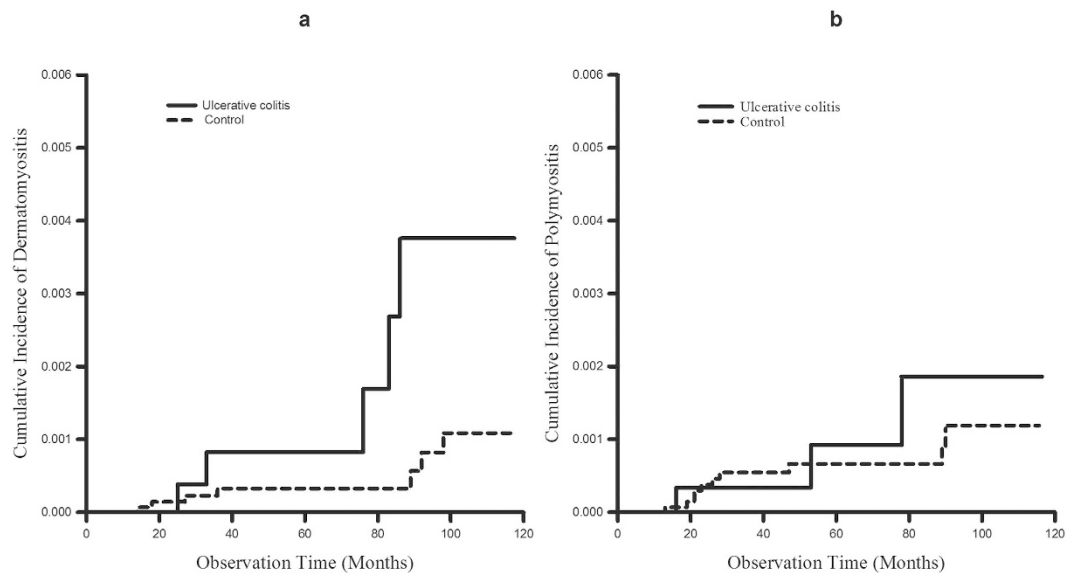 a
0.006
0.005
0.004
0.003
0.002
0.001
0.000
0 20 40 60 80 100 120
Cumulative Incidence of Dermatomyositis
Observation Time (Months)
Ulcerative colitis
Control
b
0.006
0.005
0.004
0.003
0.002
0.001
0.000
0 20 40 60 80 100 120
Cumulative Incidence of Polymyositis
Observation Time (Months)
Ulcerative colitis
Control